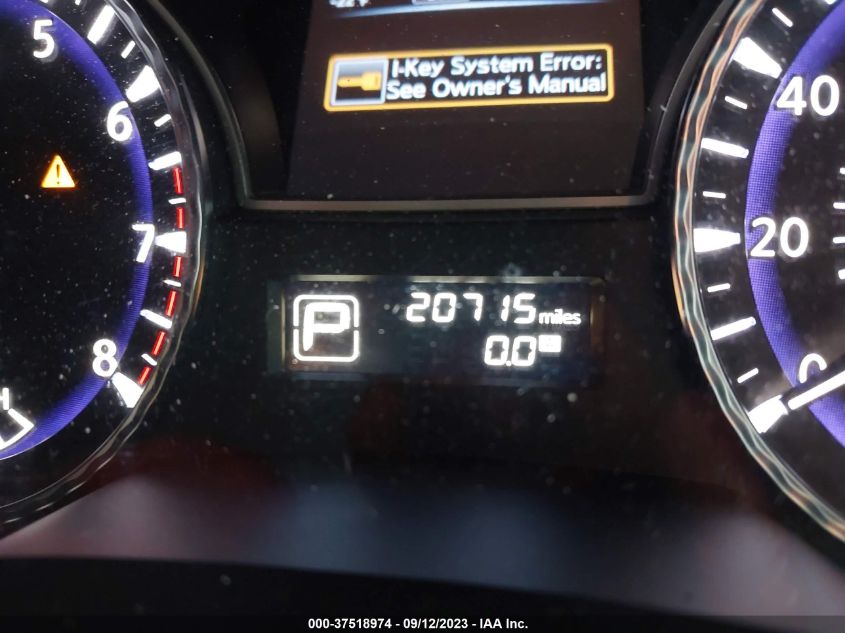 I-Key System Error:
See Owner's Manual
5
6
7
8
40
20
0
P
20715 miles
0.0
000-37518974 - 09/12/2023 - IAA Inc.